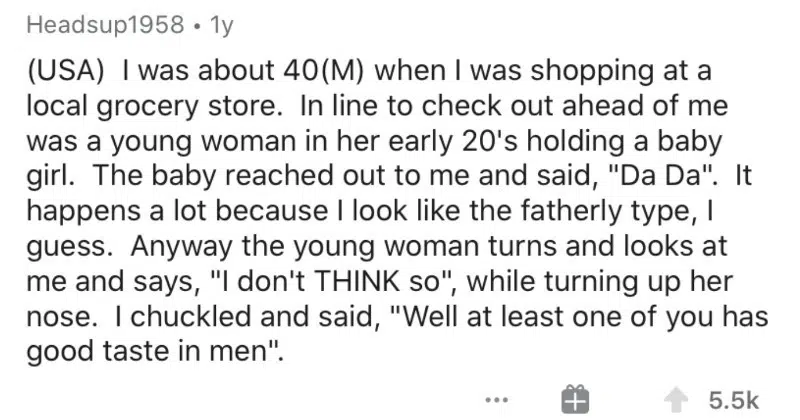 Headsup1958 • 1y
(USA)  I was about 40(M) when I was shopping at a
local grocery store.  In line to check out ahead of me
was a young woman in her early 20's holding a baby
girl.  The baby reached out to me and said, "Da Da".  It
happens a lot because I look like the fatherly type, I
guess.  Anyway the young woman turns and looks at
me and says, "I don't THINK so", while turning up her
nose.  I chuckled and said, "Well at least one of you has
good taste in men".
... 5.5k